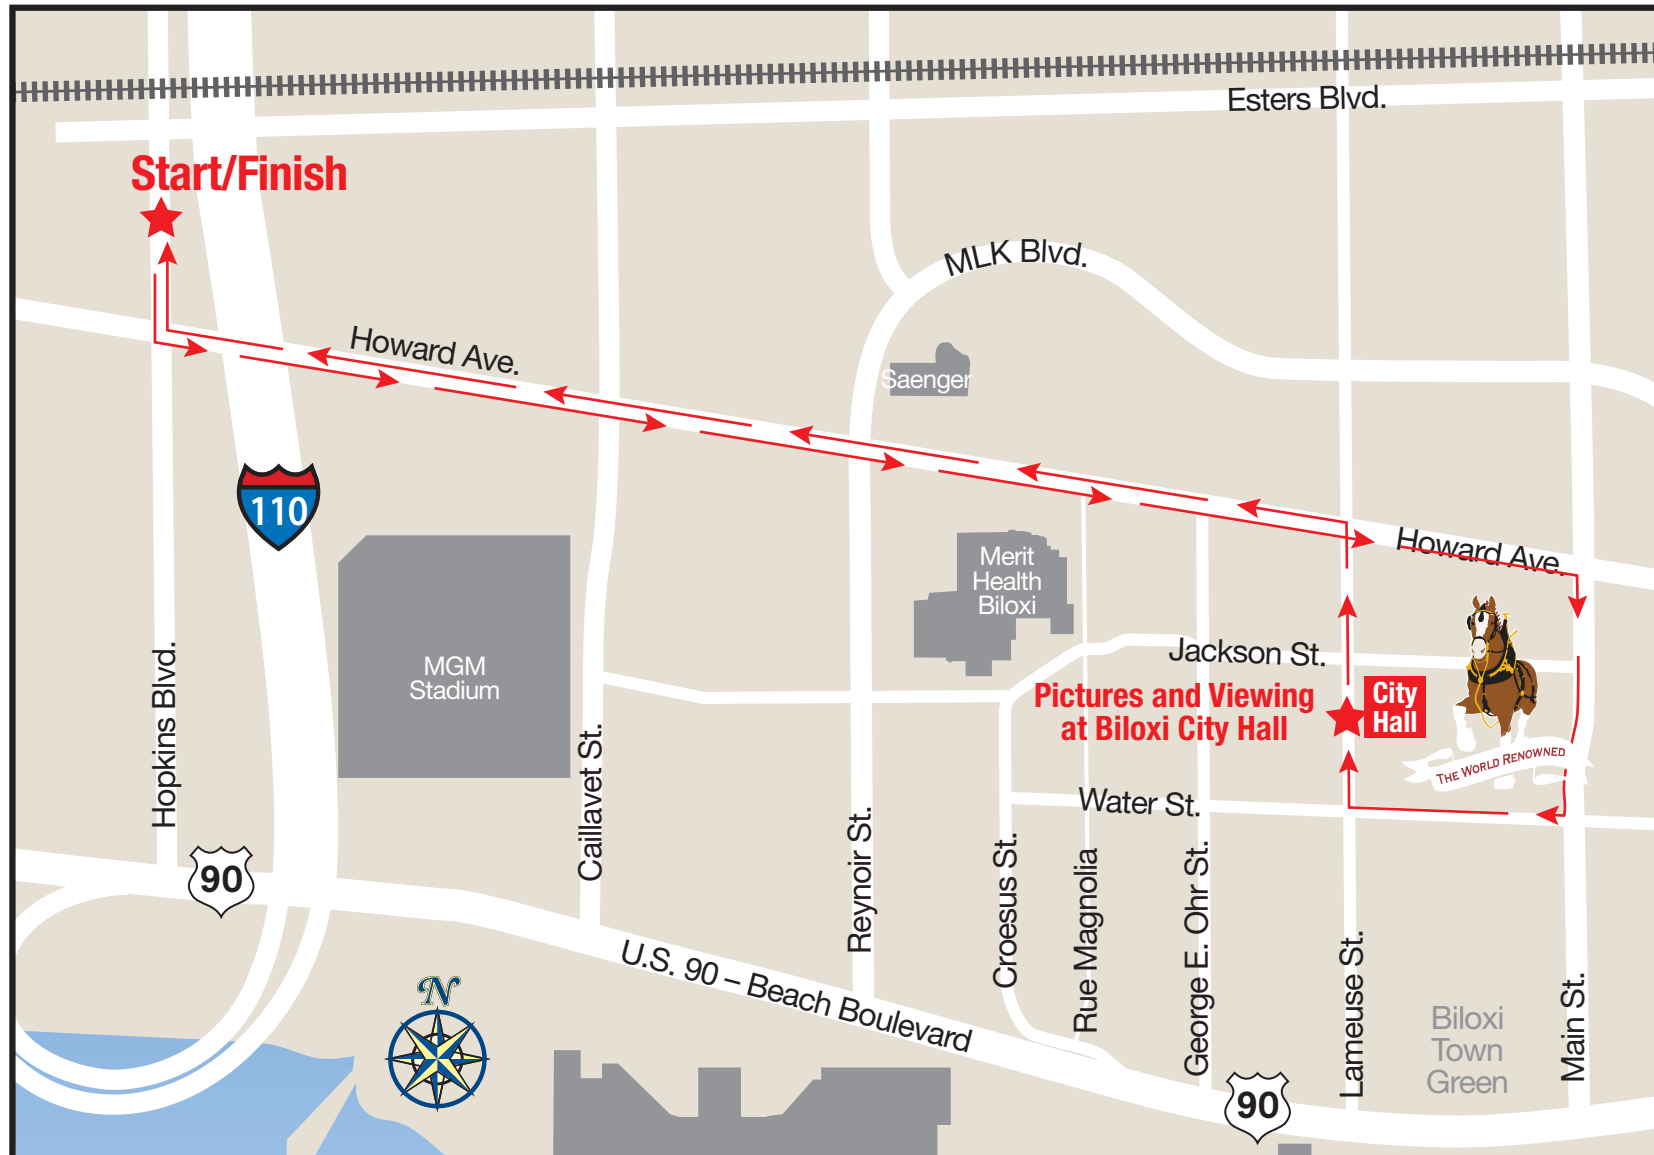 Esters Blvd.
Start/Finish
MLK Blvd.
Howard Ave.
Saenger
110
Howard Ave.
Merit
Health
Biloxi
Jackson St.
MGM
Stadium
Pictures and Viewing
at Biloxi City Hall
City
Hall
THE WORLD RENOWNED
Hopkins Blvd.
Caillavet St.
Water St.
Reynoir St.
Croesus St.
Rue Magnolia
George E. Ohr St.
Lameuse St.
Main St.
90
U.S. 90 – Beach Boulevard
N
Biloxi
Town
Green
90